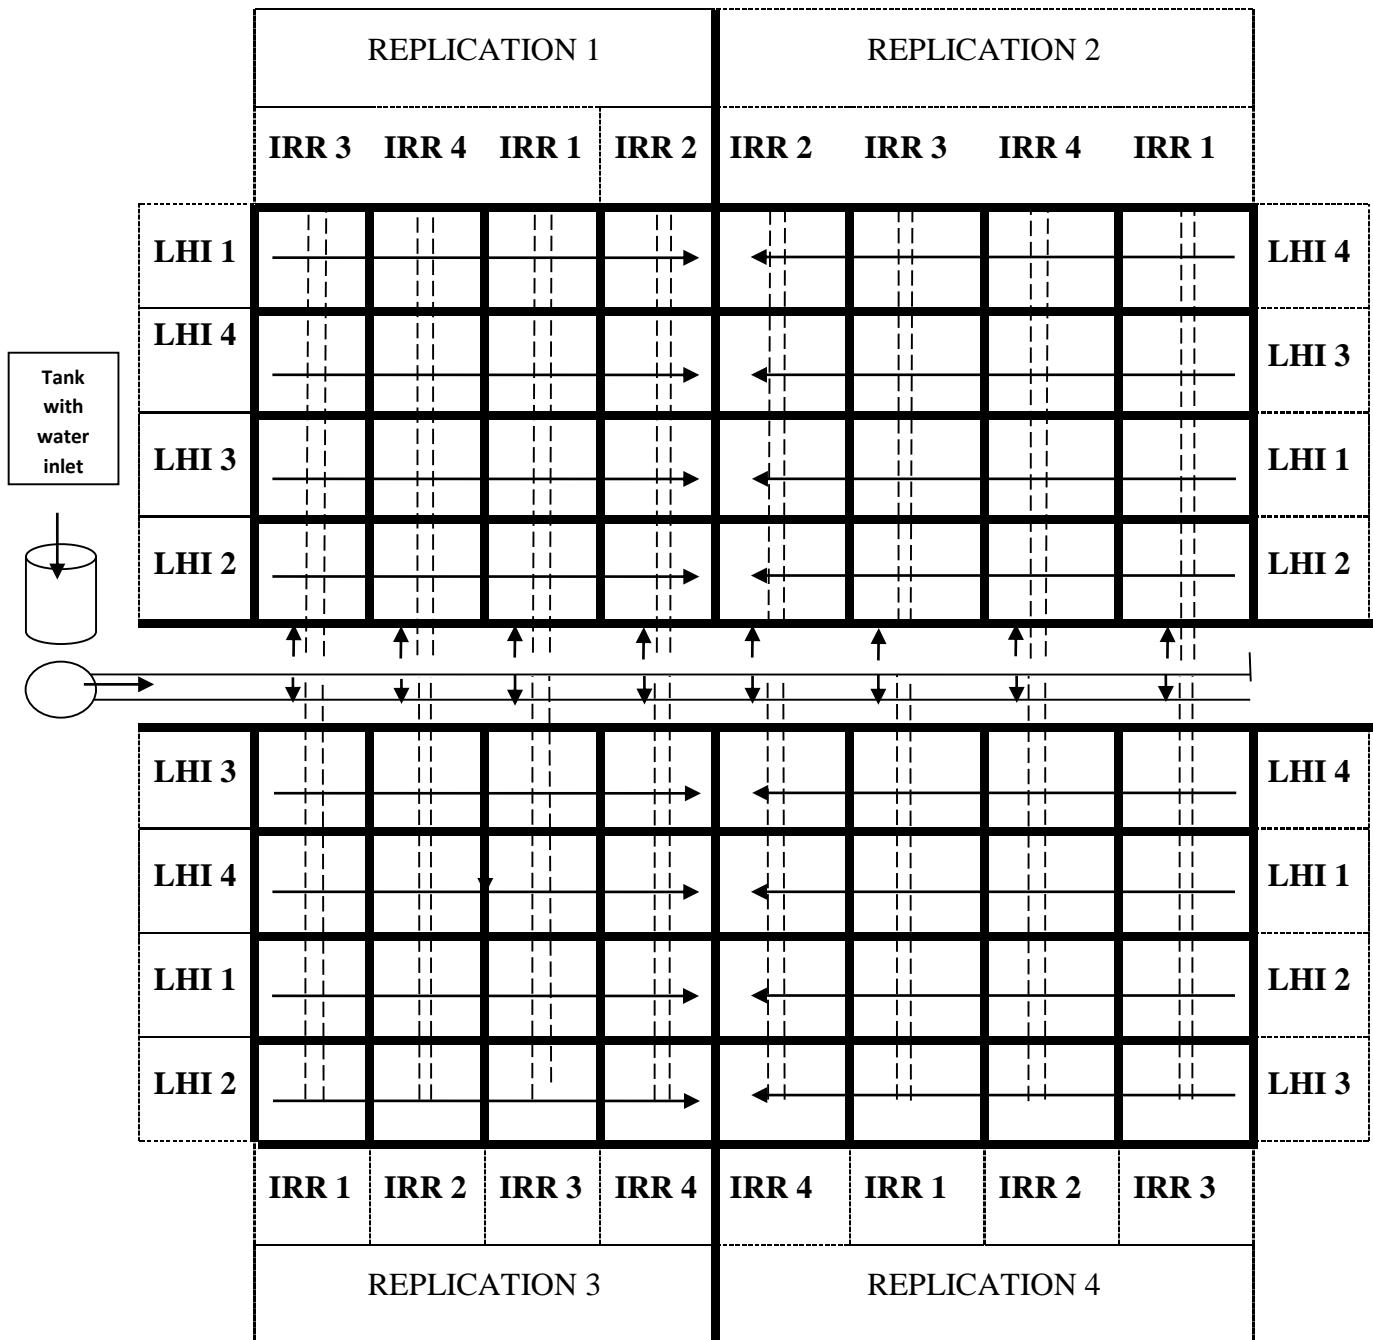 REPLICATION 1 REPLICATION 2
IRR 3 IRR 4 IRR 1 IRR 2 IRR 2 IRR 3 IRR 4 IRR 1
LHI 1 LHI 4
LHI 4 LHI 3
Tank
with
water
inlet
LHI 3 LHI 1
LHI 2 LHI 2
LHI 3 LHI 4
LHI 4 LHI 1
LHI 1 LHI 2
LHI 2 LHI 3
IRR 1 IRR 2 IRR 3 IRR 4 IRR 4 IRR 1 IRR 2 IRR 3
REPLICATION 3 REPLICATION 4